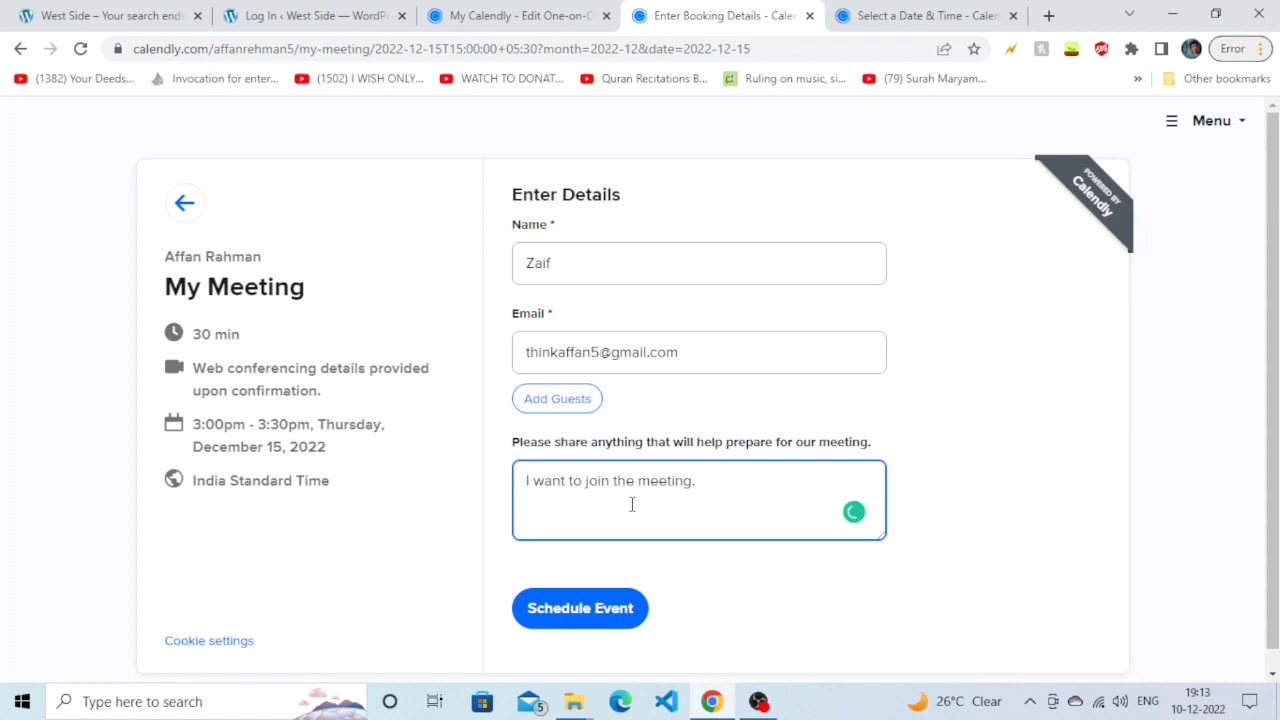 West Side – Your search ends
Log In ‹ West Side — WordPr
My Calendly - Edit One-on-O
Enter Booking Details - Calen
Select a Date & Time - Calen
calendly.com/affanrehman5/my-meeting/2022-12-15T15:00:00+05:30?month=2022-12&date=2022-12-15
Error
(1382) Your Deeds...
Invocation for enter...
(1502) I WISH ONLY...
WATCH TO DONAT...
Quran Recitations B...
Ruling on music, si...
(79) Surah Maryam...
»
Other bookmarks
Menu
POWERED BY
Calendly
Affan Rahman
My Meeting
30 min
Web conferencing details provided
upon confirmation.
3:00pm - 3:30pm, Thursday,
December 15, 2022
India Standard Time
Cookie settings
Enter Details
Name *
Zaif
Email *
thinkaffan5@gmail.com
Add Guests
Please share anything that will help prepare for our meeting.
I want to join the meeting.
Schedule Event
Type here to search
5
26°C Clear
ENG
09:13
10-12-2022